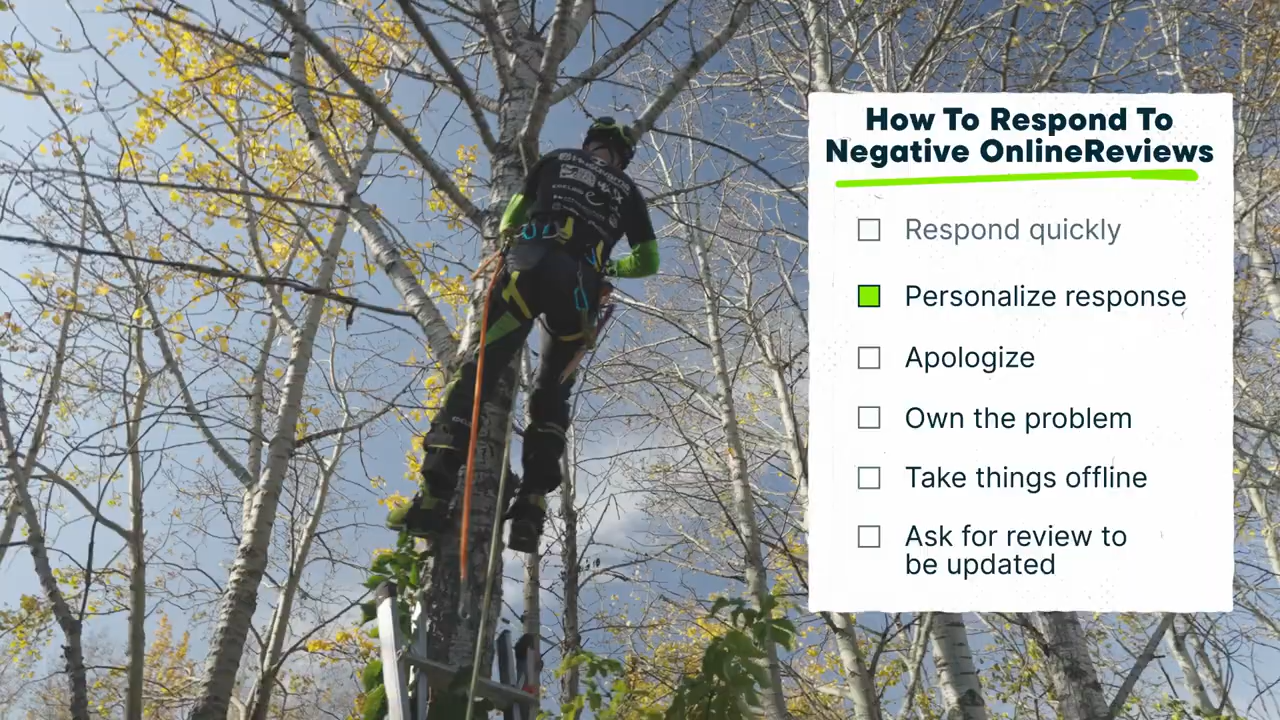 How To Respond To
Negative OnlineReviews
Respond quickly
Personalize response
Apologize
Own the problem
Take things offline
Ask for review to
be updated